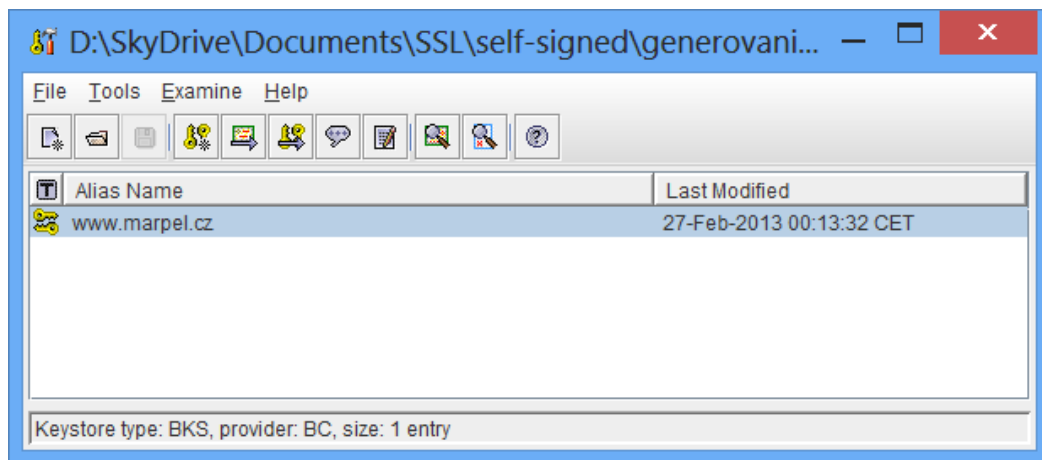 D:\SkyDrive\Documents\SSL\self-signed\generovani...
File Tools Examine Help
T Alias Name Last Modified
www.marpel.cz 27-Feb-2013 00:13:32 CET
Keystore type: BKS, provider: BC, size: 1 entry